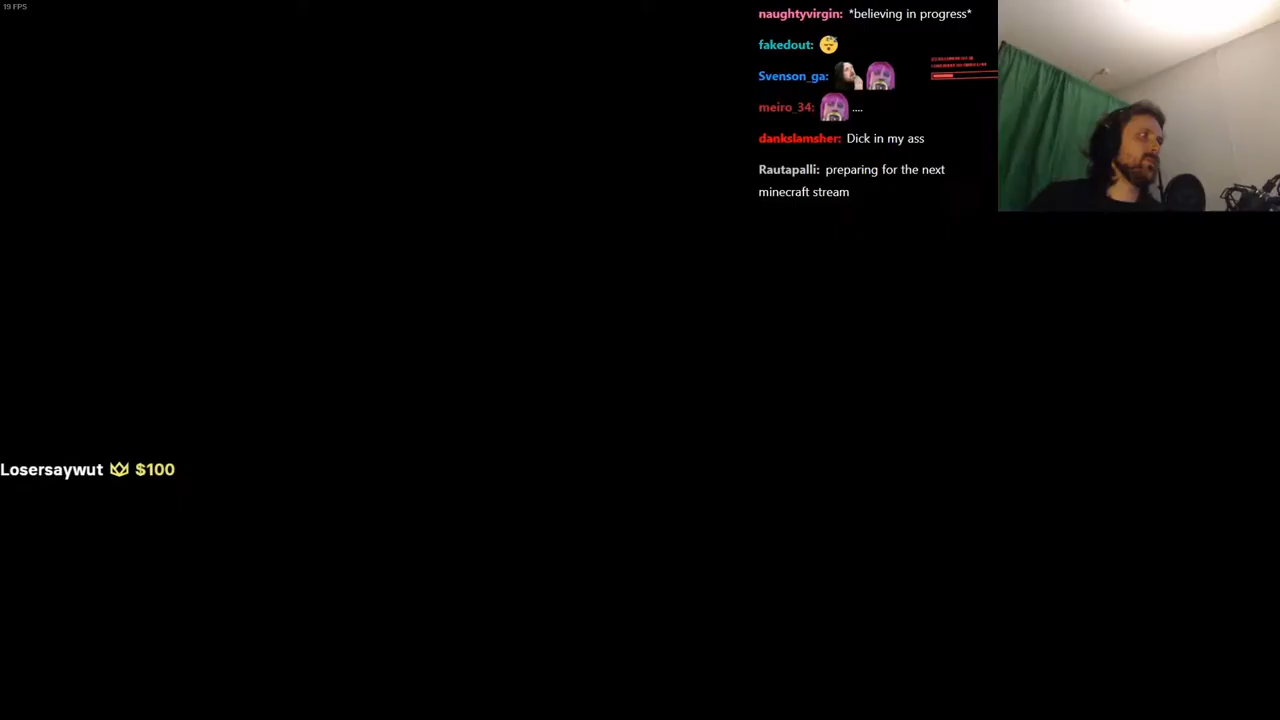 19 FPS
naughtyvirgin: *believing in progress*
fakedout:
Svenson_ga:
meiro_34: ....
dankslamsher: Dick in my ass
Rautapalli: preparing for the next
minecraft stream
Losersaywut $100